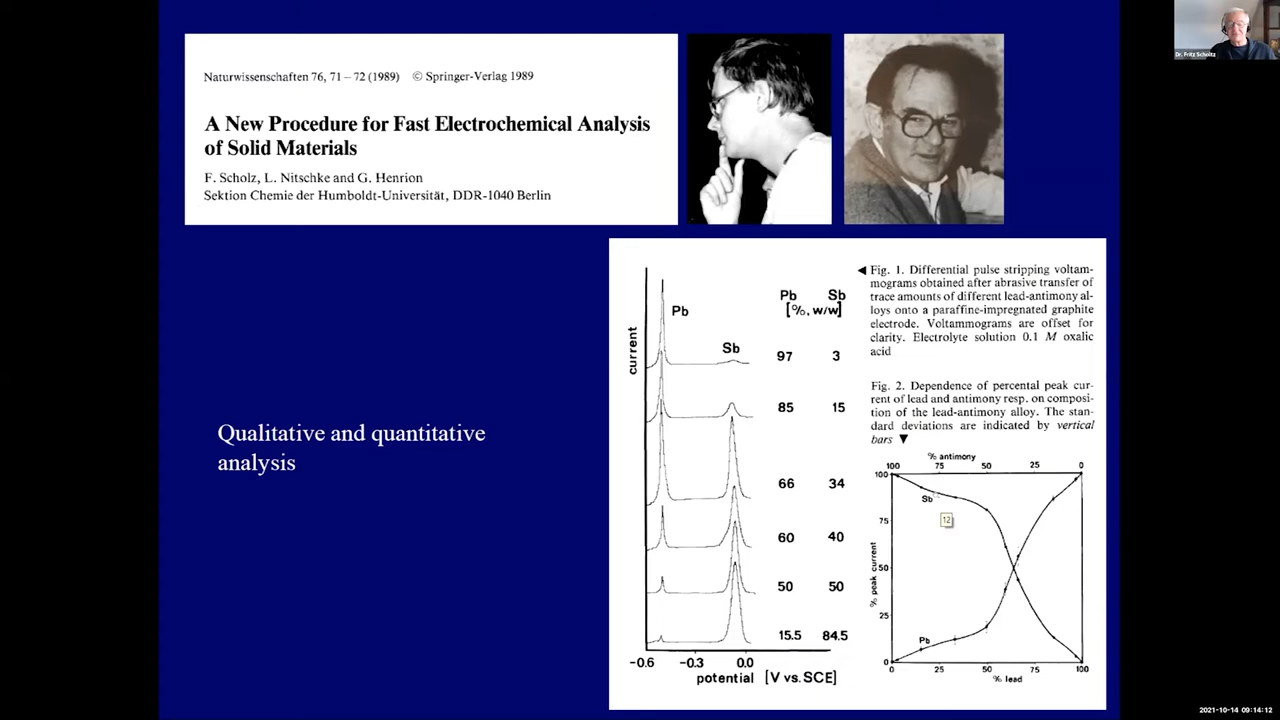 Dr. Fritz Scholtz
Naturwissenschaften 76, 71 – 72 (1989) © Springer-Verlag 1989
A New Procedure for Fast Electrochemical Analysis
of Solid Materials
F. Scholz, L. Nitschke and G. Henrion
Sektion Chemie der Humboldt-Universität, DDR-1040 Berlin
Qualitative and quantitative
analysis
current
Pb
Sb
Pb Sb
[%, w/w]
97 3
85 15
66 34
60 40
50 50
15.5 84.5
-0.6 -0.3 0.0
potential [V vs. SCE]
◄ Fig. 1. Differential pulse stripping voltam-
mograms obtained after abrasive transfer of
trace amounts of different lead-antimony al-
loys onto a paraffine-impregnated graphite
electrode. Voltammograms are offset for
clarity. Electrolyte solution 0.1 M oxalic
acid
Fig. 2. Dependence of percental peak cur-
rent of lead and antimony resp. on composi-
tion of the lead-antimony alloy. The stan-
dard deviations are indicated by vertical
bars ▼
% antimony
100 75 50 25 0
100
75
50
25
0
% peak current
Sb
12
Pb
0 25 50 75 100
% lead
2021-10-14 09:14:12